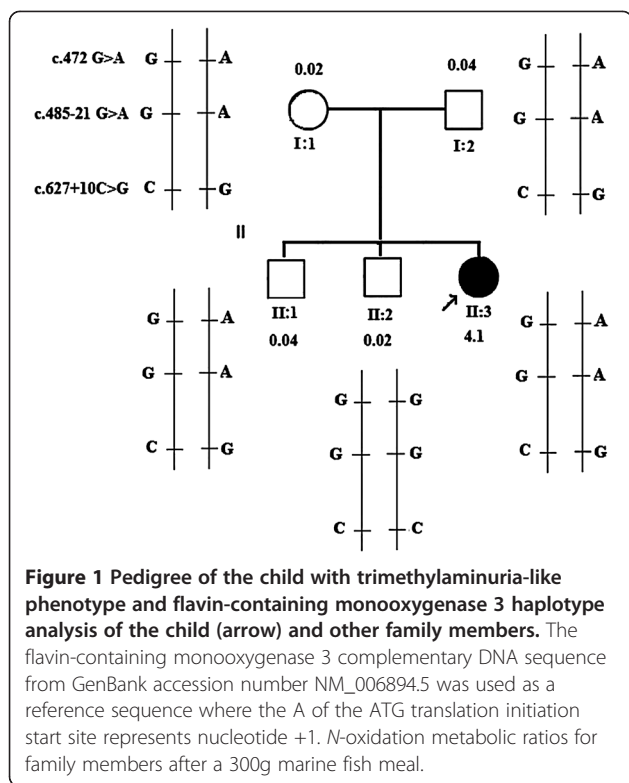 c.472 G>A G A
0.02 0.04
G A
c.485-21 G>A G A
I:1 I:2
G A
c.627+10C>G C G
C G
II
II:1 II:2 II:3
0.04 0.02 4.1
G A
G A
G A
G A
G G
C G
C G
G G
C C
Figure 1 Pedigree of the child with trimethylaminuria-like
phenotype and flavin-containing monooxygenase 3 haplotype
analysis of the child (arrow) and other family members. The
flavin-containing monooxygenase 3 complementary DNA sequence
from GenBank accession number NM_006894.5 was used as a
reference sequence where the A of the ATG translation initiation
start site represents nucleotide +1. N-oxidation metabolic ratios for
family members after a 300g marine fish meal.